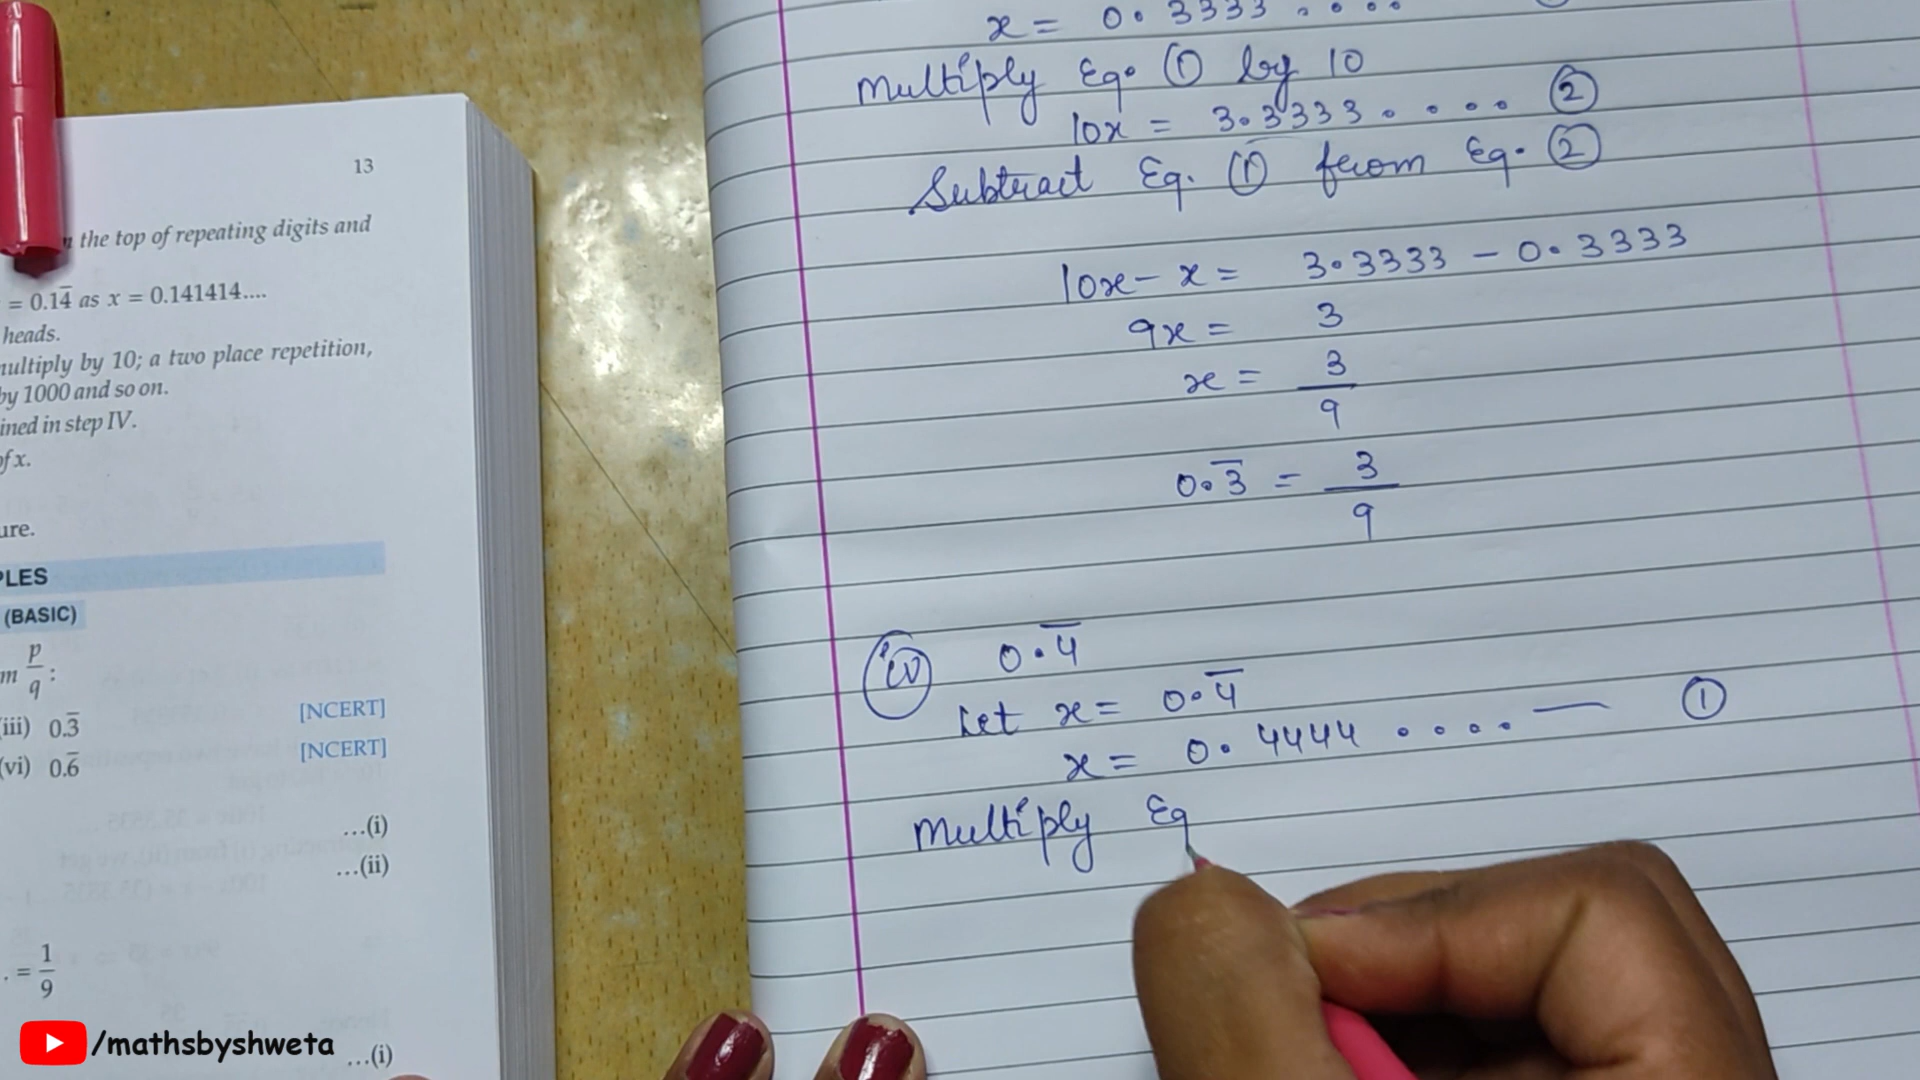 13
the top of repeating digits and
= 0.1̅4̅ as x = 0.141414....
heads.
multiply by 10; a two place repetition,
by 1000 and so on.
ined in step IV.
of x.
ure.
PLES
(BASIC)
m p/q :
(iii) 0.3̅ [NCERT]
(vi) 0.6̅ [NCERT]
...(i)
...(ii)
. = 1/9
/mathsbyshweta ...(i)
x = 0.3333 ....
Multiply Eq. ① by 10
10x = 3.3333 .... ②
Subtract Eq. ① from Eq. ②
10x - x = 3.3333 - 0.3333
9x = 3
x = 3/9
0.3̅ = 3/9
(iv) 0.4̅
Let x = 0.4̅
x = 0.4444 .... — ①
Multiply Eq